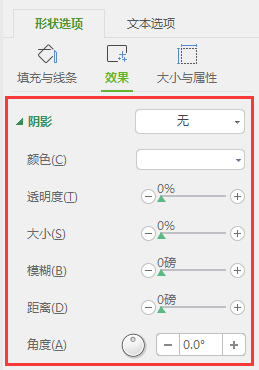 形状选项 文本选项
填充与线条 效果 大小与属性
阴影 无
颜色(C)
透明度(T) 0%
大小(S) 0%
模糊(B) 0磅
距离(D) 0磅
角度(A) 0.0°